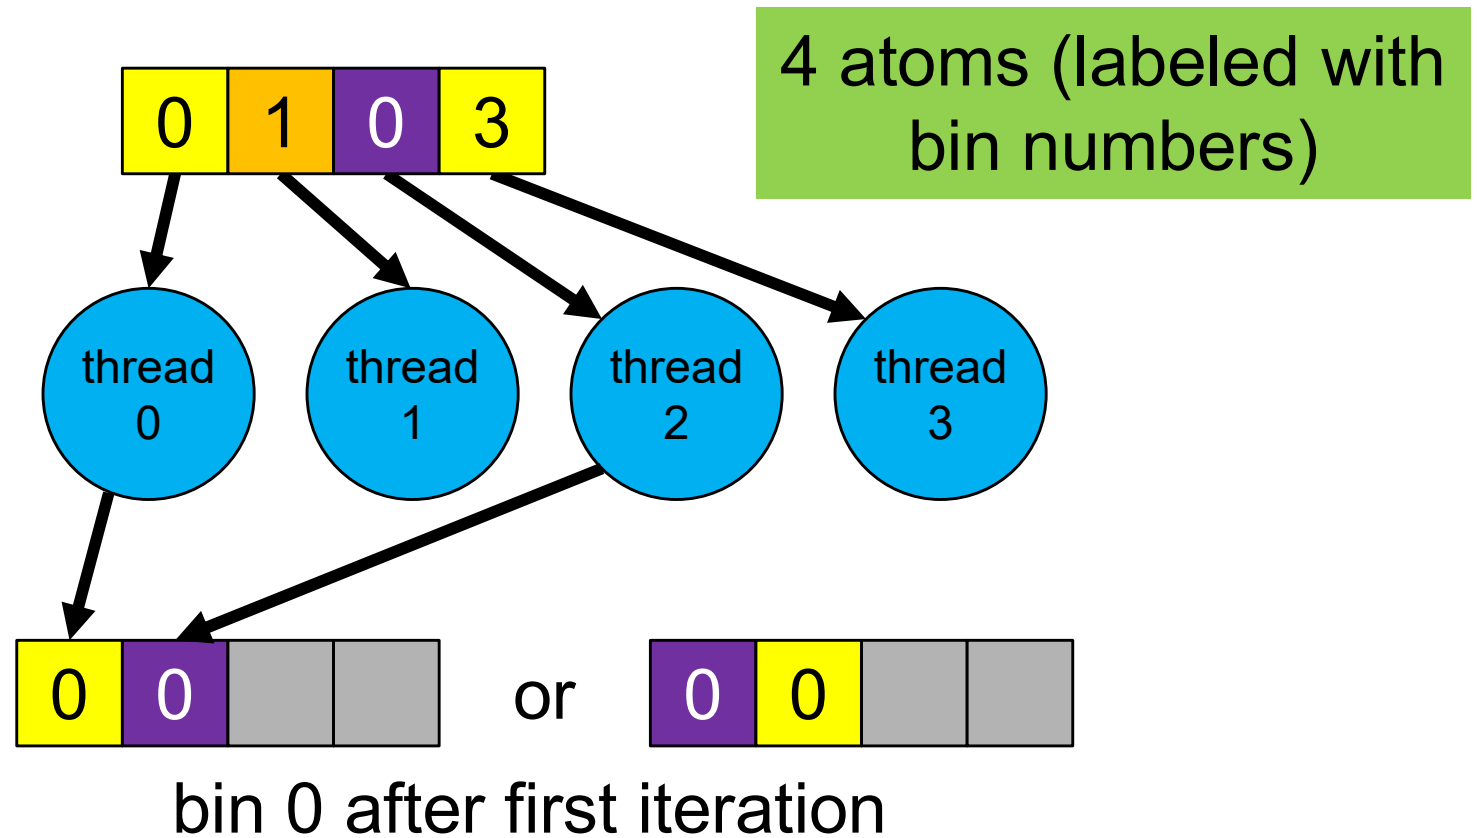 4 atoms (labeled with
bin numbers)
0 1 0 3
thread
0
thread
1
thread
2
thread
3
0 0 or 0 0
bin 0 after first iteration